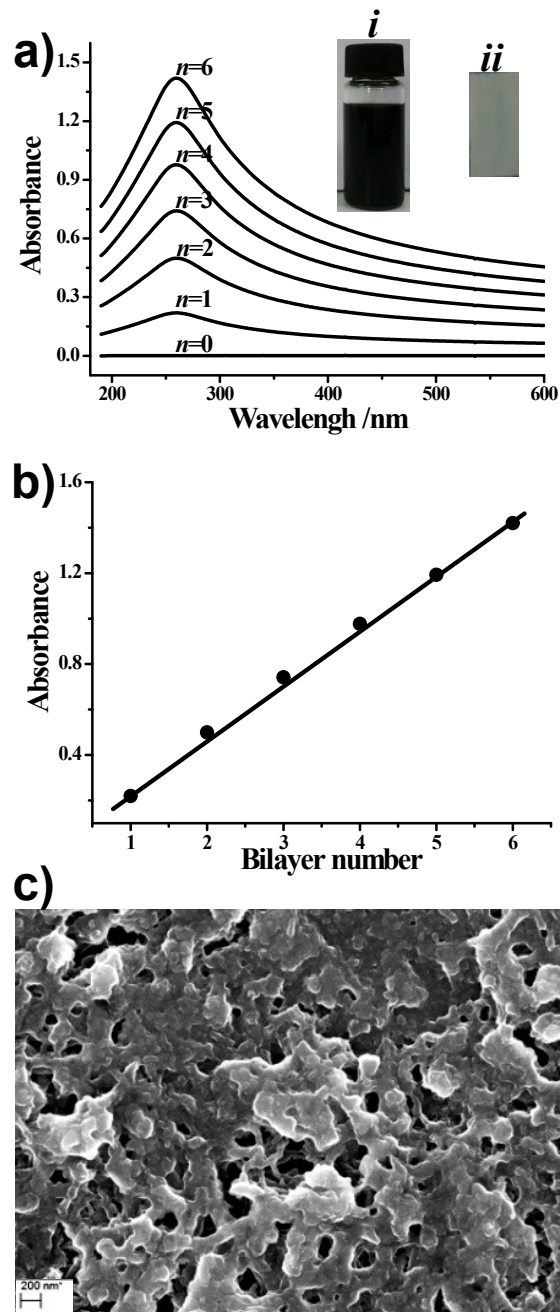 a)
i
ii
n=6
n=5
n=4
n=3
n=2
n=1
n=0
1.5
1.2
0.9
0.6
0.3
0.0
Absorbance
200 300 400 500 600
Wavelengh /nm
b)
1.6
1.2
0.8
0.4
Absorbance
1 2 3 4 5 6
Bilayer number
c)
200 nm*